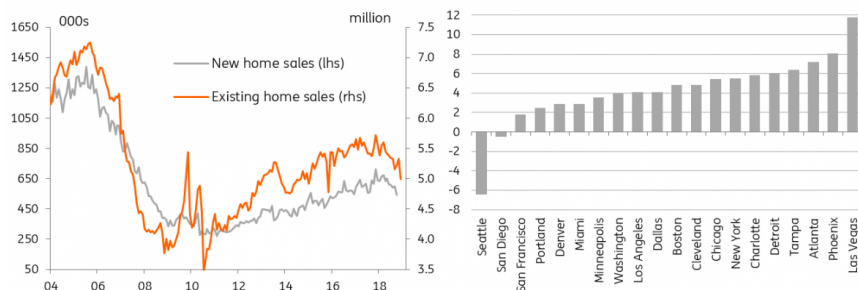 000s
million
1650
1450
1250
1050
850
650
450
250
50
New home sales (lhs)
Existing home sales (rhs)
7.5
7.0
6.5
6.0
5.5
5.0
4.5
4.0
3.5
04
06
08
10
12
14
16
18
12
10
8
6
4
2
0
-2
-4
-6
-8
Seattle
San Diego
San Francisco
Portland
Denver
Miami
Minneapolis
Washington
Los Angeles
Dallas
Boston
Cleveland
Chicago
New York
Charlotte
Detroit
Tampa
Atlanta
Phoenix
Las Vegas